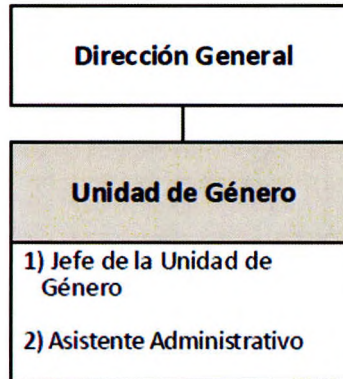 Dirección General
Unidad de Género
1) Jefe de la Unidad de
Género
2) Asistente Administrativo